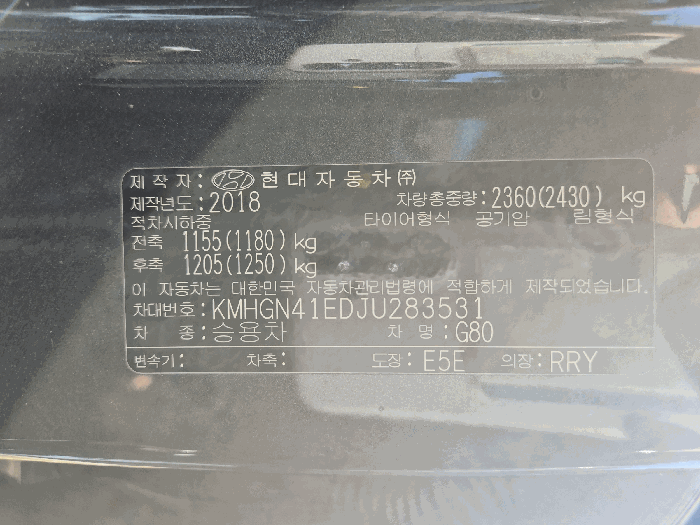 제작자: 현대자동차㈜
제작년도: 2018 차량총중량: 2360(2430) kg
적차시하중 타이어형식 공기압 림형식
전축 1155(1180) kg
후축 1205(1250) kg
이 자동차는 대한민국 자동차관리법령에 적합하게 제작되었습니다.
차대번호: KMHGN41EDJU283531
차 종: 승용차 차 명: G80
변속기: 차축: 도장: E5E 의장: RRY